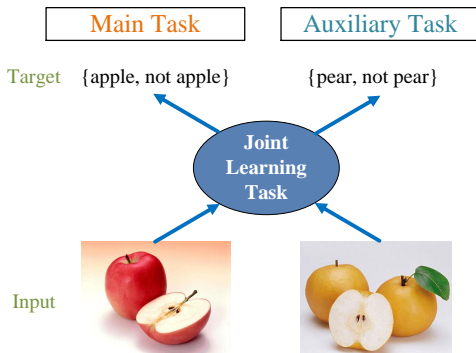 Main Task
Auxiliary Task
Target
{apple, not apple}
{pear, not pear}
Joint
Learning
Task
Input